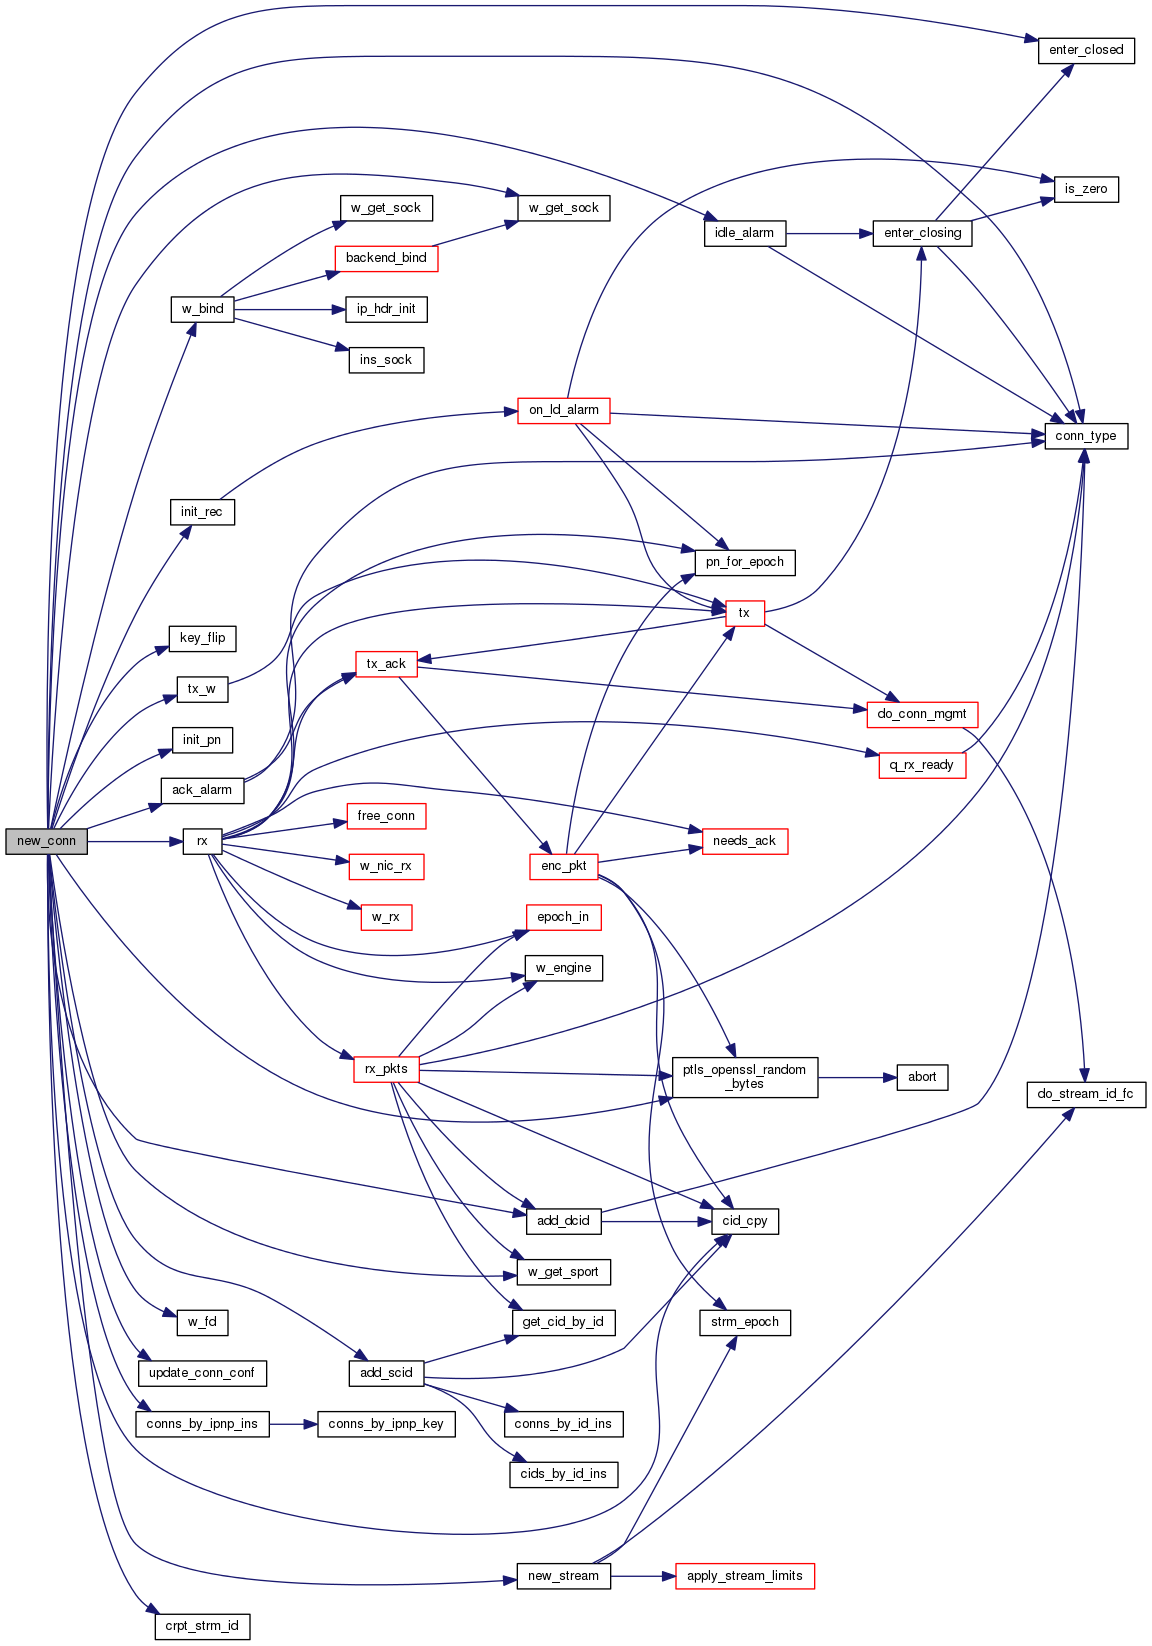 enter_closed
is_zero
w_get_sock
w_get_sock
idle_alarm
enter_closing
backend_bind
w_bind
ip_hdr_init
ins_sock
on_ld_alarm
conn_type
init_rec
pn_for_epoch
tx
key_flip
tx_ack
tx_w
do_conn_mgmt
init_pn
q_rx_ready
ack_alarm
free_conn
new_conn
rx
needs_ack
w_nic_rx
enc_pkt
w_rx
epoch_in
w_engine
rx_pkts
ptls_openssl_random
_bytes
abort
do_stream_id_fc
add_dcid
cid_cpy
w_get_sport
w_fd
get_cid_by_id
strm_epoch
update_conn_conf
add_scid
conns_by_ipnp_ins
conns_by_ipnp_key
conns_by_id_ins
cids_by_id_ins
new_stream
apply_stream_limits
crpt_strm_id